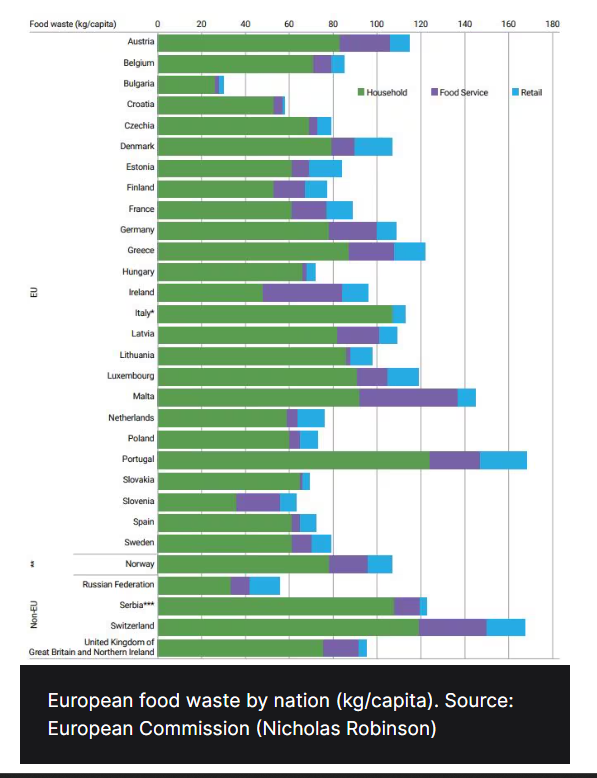 Food waste (kg/capita) 0 20 40 60 80 100 120 140 160 180
Austria
Belgium
Bulgaria
Household Food Service Retail
Croatia
Czechia
Denmark
Estonia
Finland
France
Germany
Greece
Hungary
EU
Ireland
Italy*
Latvia
Lithuania
Luxembourg
Malta
Netherlands
Poland
Portugal
Slovakia
Slovenia
Spain
Sweden
** Norway
Russian Federation
Non-EU
Serbia***
Switzerland
United Kingdom of
Great Britain and Northern Ireland
European food waste by nation (kg/capita). Source:
European Commission (Nicholas Robinson)